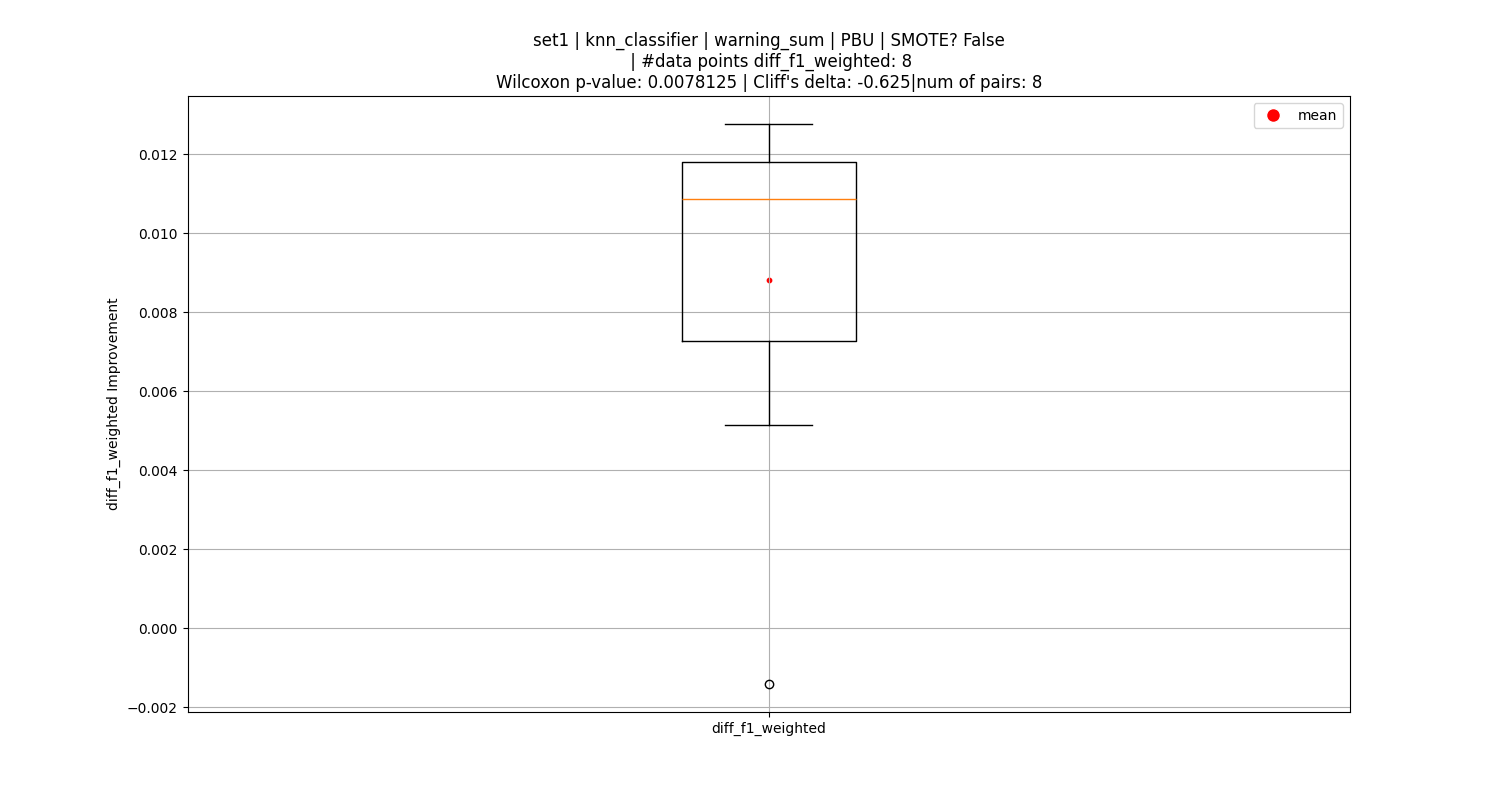 set1 | knn_classifier | warning_sum | PBU | SMOTE? False
| #data points diff_f1_weighted: 8
Wilcoxon p-value: 0.0078125 | Cliff's delta: -0.625|num of pairs: 8
mean
0.012
0.010
0.008
0.006
0.004
0.002
0.000
−0.002
diff_f1_weighted Improvement
diff_f1_weighted